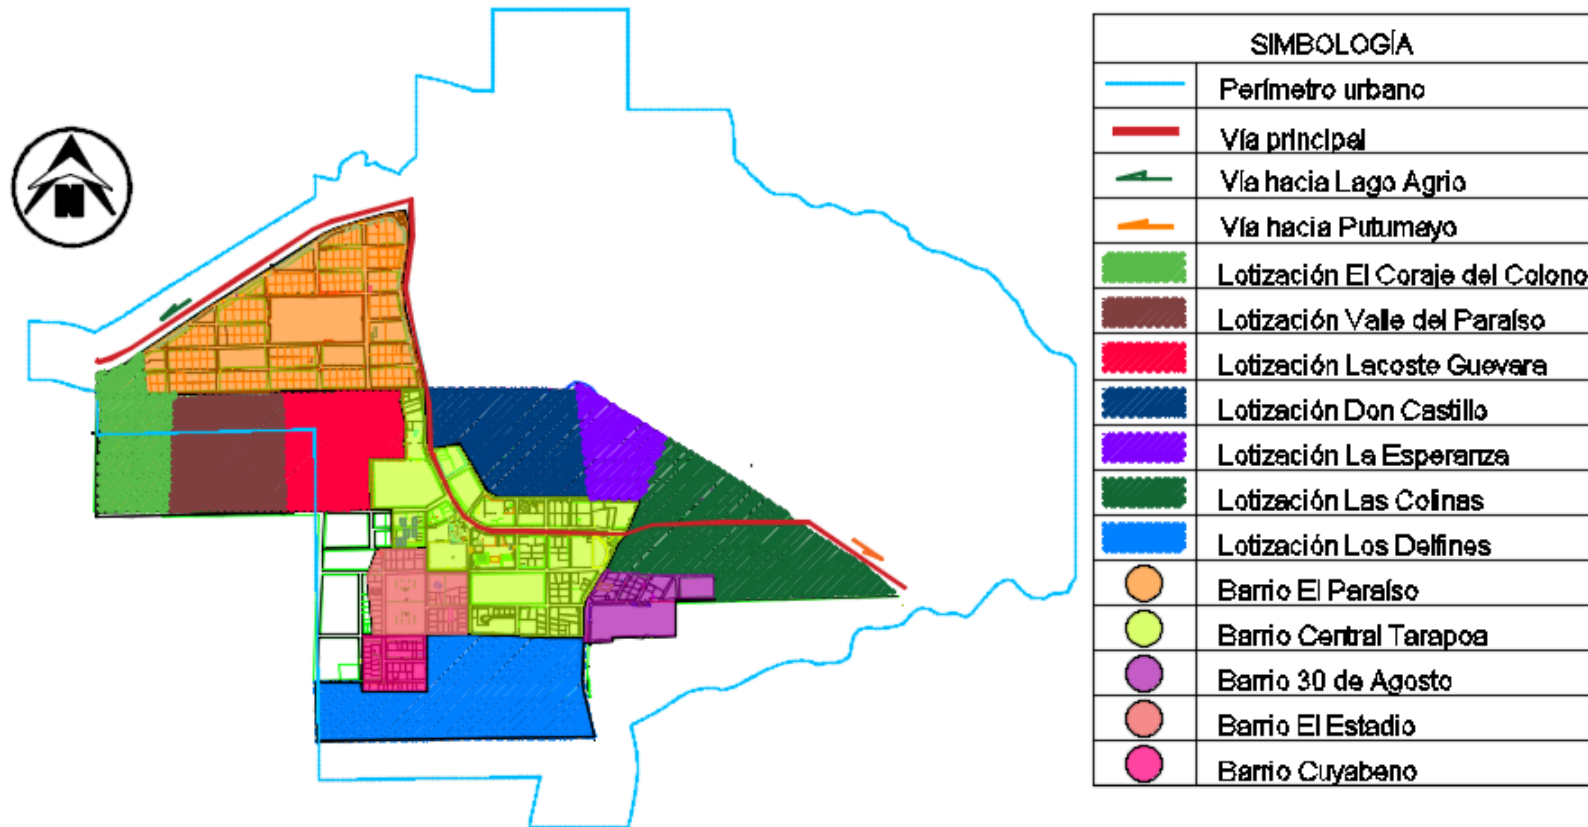 N
SIMBOLOGÍA
Perímetro urbano
Vía principal
Vía hacia Lago Agrio
Vía hacia Putumayo
Lotización El Coraje del Colono
Lotización Valle del Paraíso
Lotización Lacoste Guevara
Lotización Don Castillo
Lotización La Esperanza
Lotización Las Colinas
Lotización Los Delfines
Barrio El Paraíso
Barrio Central Tarapoa
Barrio 30 de Agosto
Barrio El Estadio
Barrio Cuyabeno